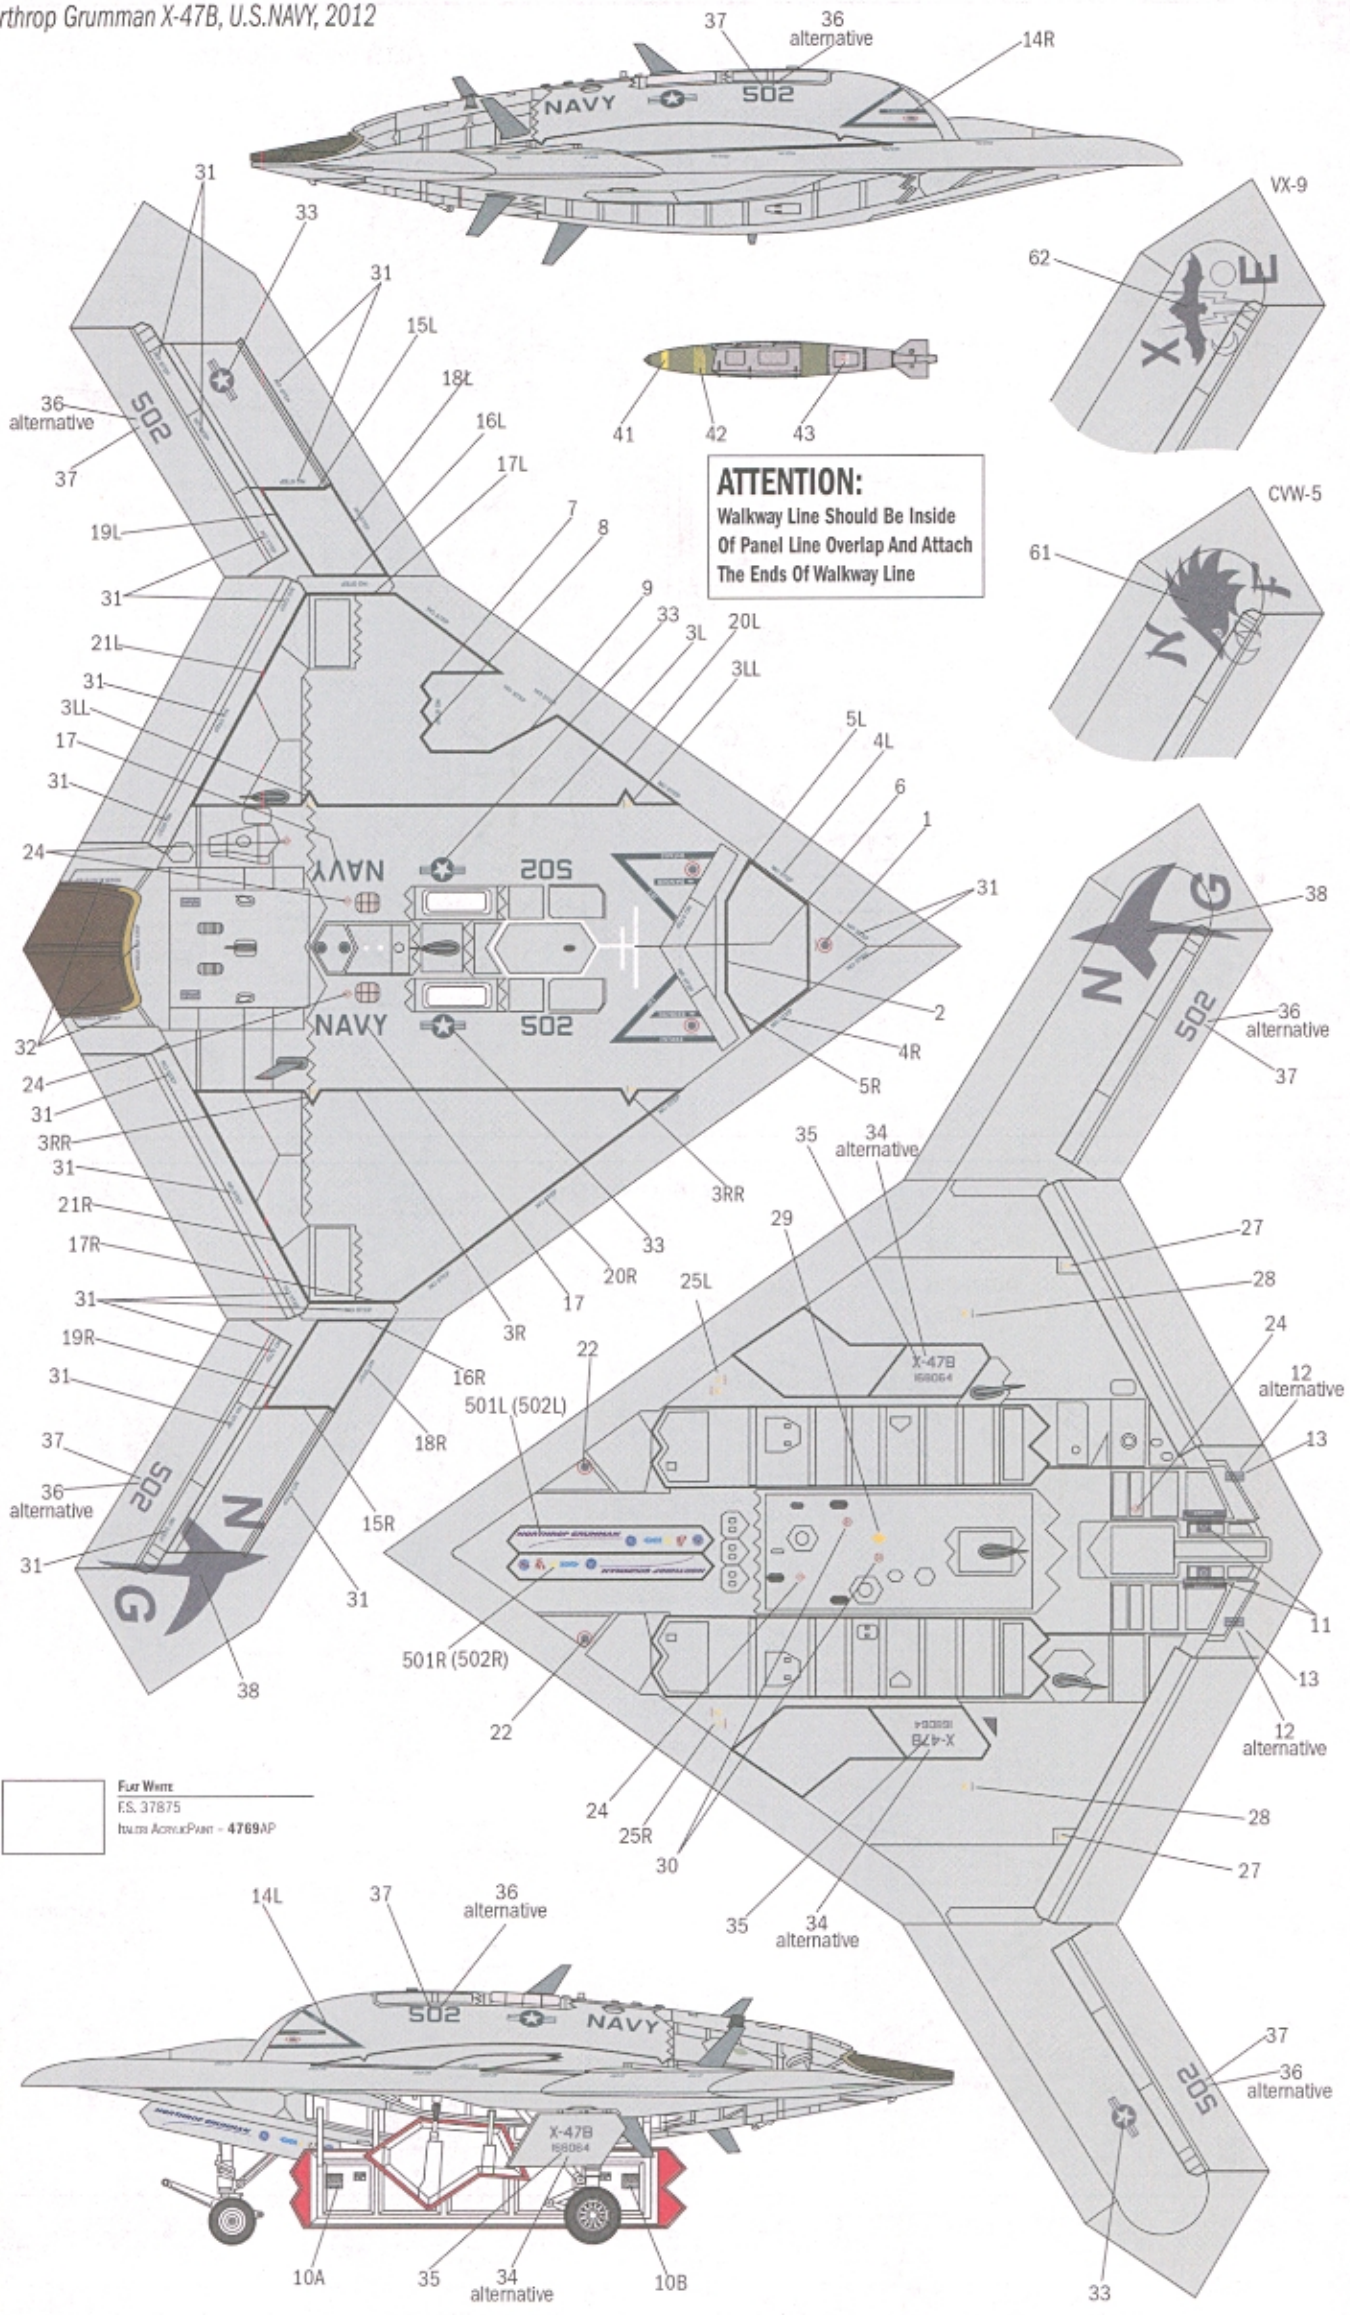 rthrop Grumman X-47B, U.S.NAVY, 2012
37
36
alternative
14R
NAVY
502
31
33
31
15L
18L
16L
17L
36
alternative
37
502
19L
31
21L
31
3LL
17
31
24
VX-9
62
E
X
41
42
43
ATTENTION:
Walkway Line Should Be Inside
Of Panel Line Overlap And Attach
The Ends Of Walkway Line
CVW-5
61
N
F
7
8
9
33
3L
20L
3LL
5L
4L
6
1
31
NAVY
502
NAVY
502
2
4R
5R
32
24
31
3RR
31
21R
17R
31
19R
31
37
36
alternative
502
31
3RR
33
20R
17
3R
16R
18R
15R
31
N
G
38
G
N
38
502
36
alternative
37
35
34
alternative
29
25L
27
28
24
12
alternative
13
22
501L (502L)
X-47B
168064
NORTHROP GRUMMAN
NORTHROP GRUMMAN
11
13
12
alternative
501R (502R)
22
X-47B
168064
24
25R
30
28
27
35
34
alternative
FLAT WHITE
F.S. 37875
ITALERI ACRYLICPAINT - 4769AP
14L
37
36
alternative
502
NAVY
NORTHROP GRUMMAN
X-47B
168064
10A
35
34
alternative
10B
37
36
alternative
502
33